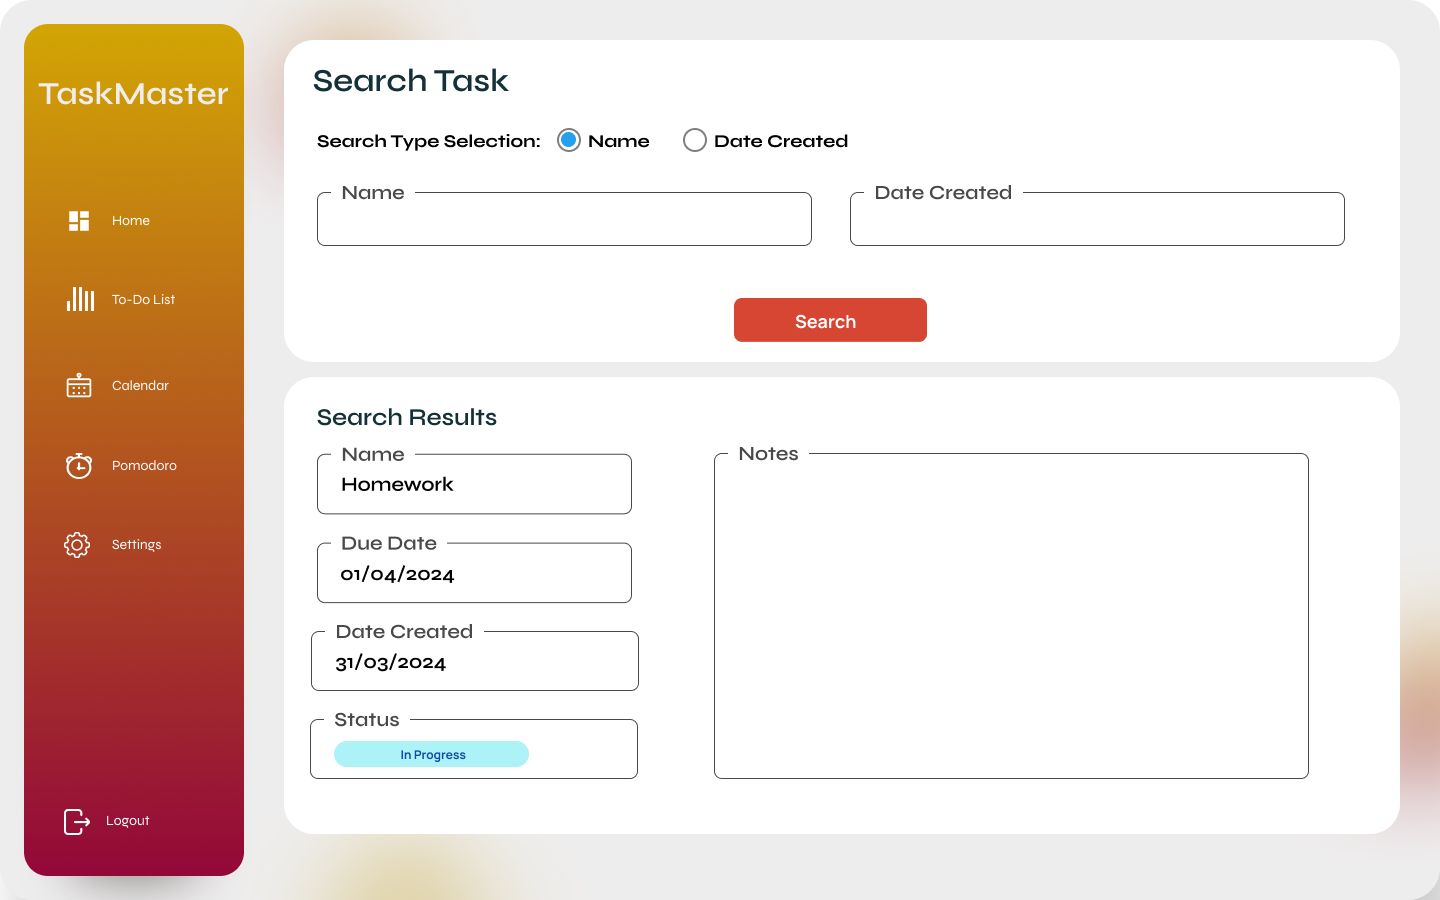 TaskMaster
Home
To-Do List
Calendar
Pomodoro
Settings
Logout
Search Task
Search Type Selection: Name Date Created
Name Date Created
Search
Search Results
Name
Homework
Due Date
01/04/2024
Date Created
31/03/2024
Status
In Progress
Notes